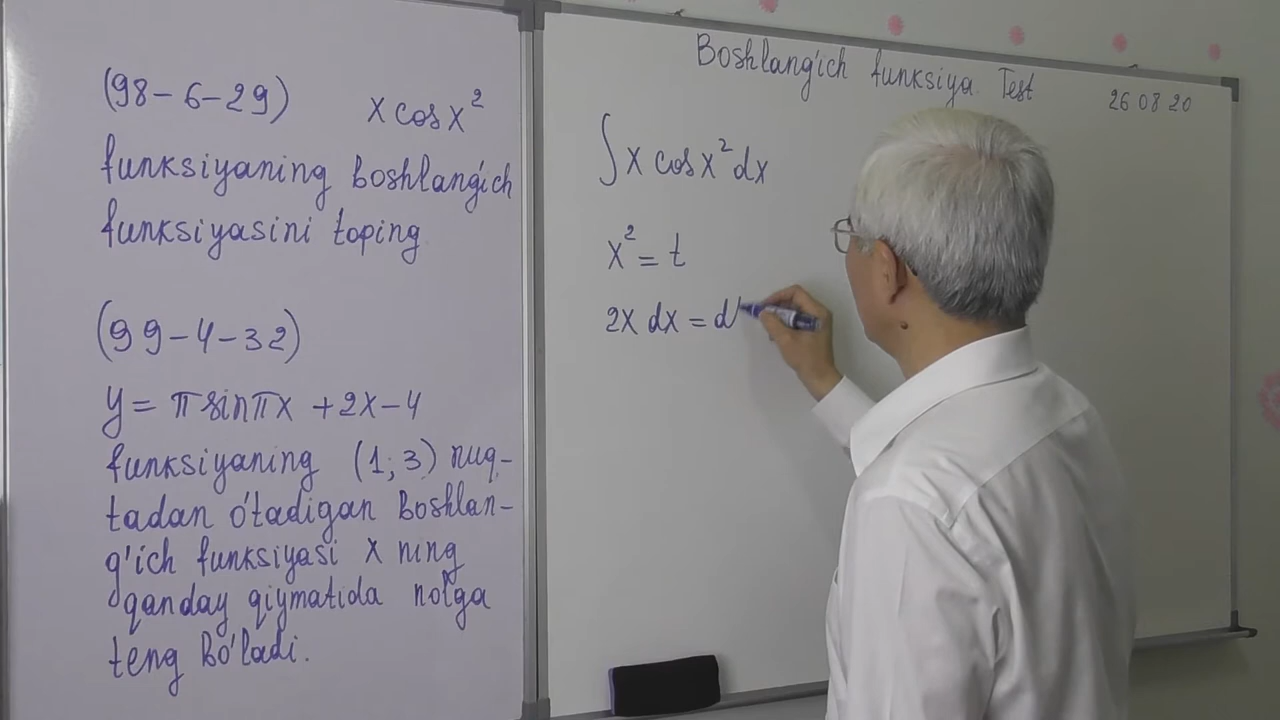 (98-6-29) x cos x²
funksiyaning boshlang'ich
funksiyasini toping
(99-4-32)
y = π sinπx + 2x-4
funksiyaning (1; 3) nuq-
tadan o'tadigan boshlan-
g'ich funksiyasi x ning
qanday qiymatida nolga
teng bo'ladi.
Boshlang'ich funksiya. Test
26 08 20
∫x cos x² dx
x² = t
2x dx = d